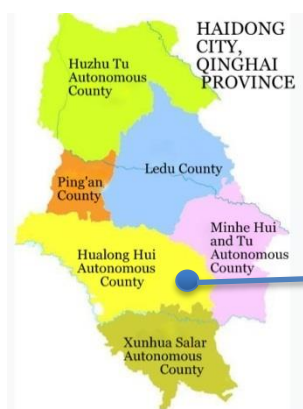 HAIDONG
CITY,
QINGHAI
PROVINCE
Huzhu Tu
Autonomous
County
Ledu County
Ping'an
County
Minhe Hui
and Tu
Autonomous
County
Hualong Hui
Autonomous
County
Xunhua Salar
Autonomous
County